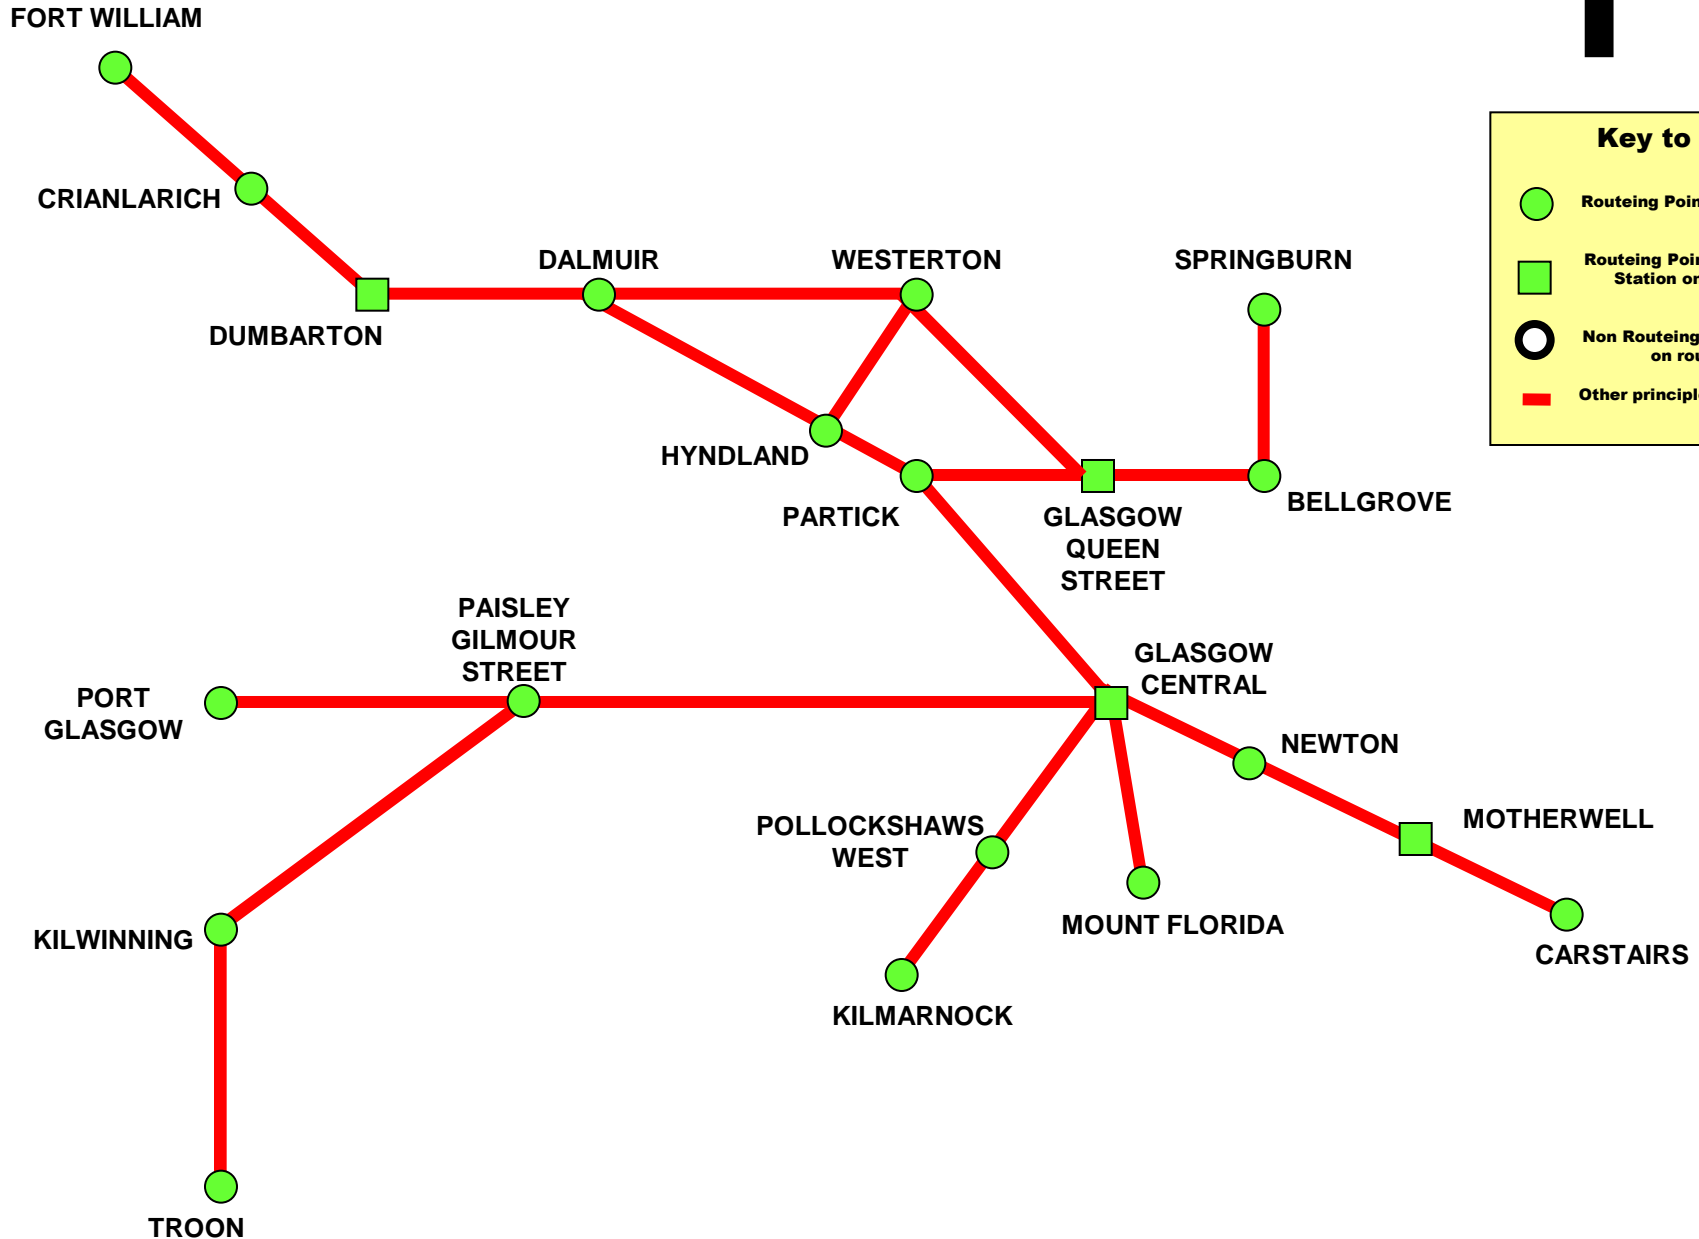 FORT WILLIAM
Key to
CRIANLARICH
Routeing Poin
DALMUIR
WESTERTON
SPRINGBURN
Routeing Poin
Station or
DUMBARTON
Non Routeing
on rou
Other principl
HYNDLAND
PARTICK
GLASGOW
QUEEN
STREET
BELLGROVE
PAISLEY
GILMOUR
STREET
GLASGOW
CENTRAL
PORT
GLASGOW
NEWTON
POLLOCKSHAWS
WEST
MOTHERWELL
MOUNT FLORIDA
KILWINNING
CARSTAIRS
KILMARNOCK
TROON